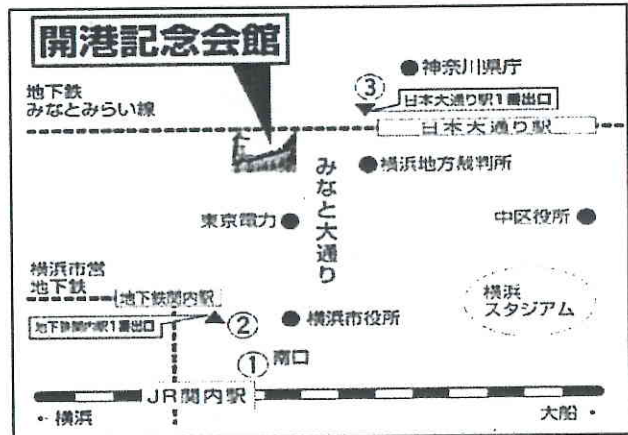 開港記念会館
●神奈川県庁
③
地下鉄
みなとみらい線
日本大通り駅1番出口
日本大通り駅
●横浜地方裁判所
みなと大通り
東京電力●
中区役所●
横浜市営
地下鉄
地下鉄関内駅
横浜
スタジアム
地下鉄関内駅1番出口
②
●横浜市役所
①南口
JR関内駅
・横浜
大船・